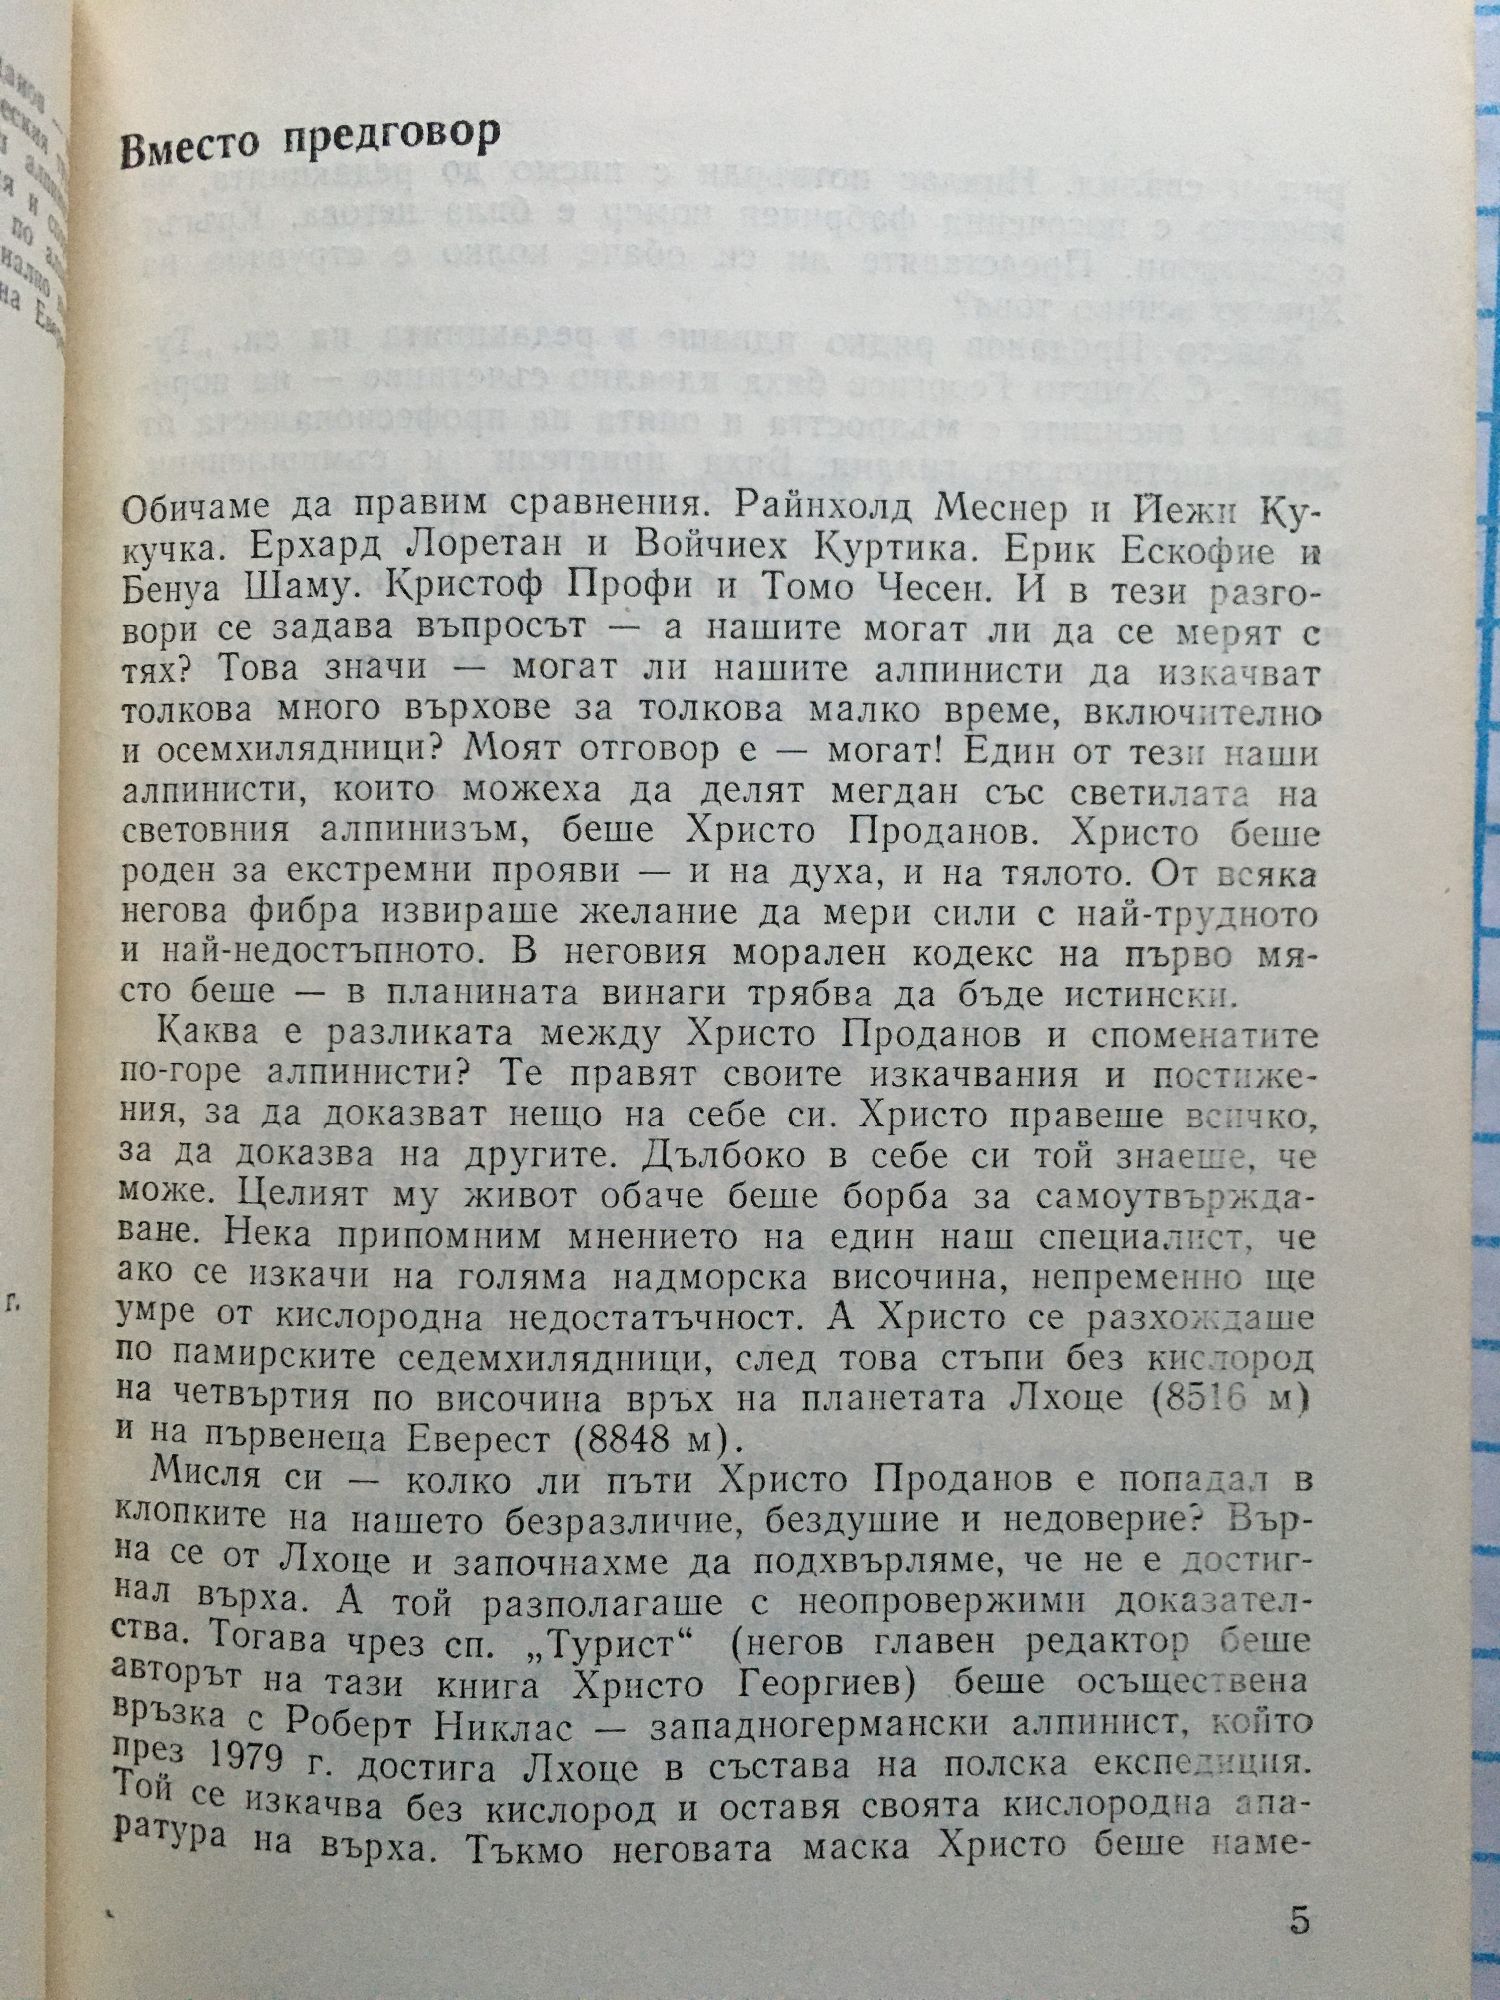 Вместо предговор
Обичаме да правим сравнения. Райнхолд Меснер и Йежи Ку-
кучка. Ерхард Лоретан и Войчиех Куртика. Ерик Ескофие и
Бенуа Шаму. Кристоф Профи и Томо Чесен. И в тези разго-
вори се задава въпросът — а нашите могат ли да се мерят с
тях? Това значи — могат ли нашите алпинисти да изкачват
толкова много върхове за толкова малко време, включително
и осемхилядници? Моят отговор е — могат! Един от тези наши
алпинисти, които можеха да делят мегдан със светилата на
световния алпинизъм, беше Христо Проданов. Христо беше
роден за екстремни прояви — и на духа, и на тялото. От всяка
негова фибра извираше желание да мери сили с най-трудното
и най-недостъпното. В неговия морален кодекс на първо мя-
сто беше — в планината винаги трябва да бъде истински.
Каква е разликата между Христо Проданов и споменатите
по-горе алпинисти? Те правят своите изкачвания и постиже-
ния, за да доказват нещо на себе си. Христо правеше всичко,
за да доказва на другите. Дълбоко в себе си той знаеше, че
може. Целият му живот обаче беше борба за самоутвържда-
ване. Нека припомним мнението на един наш специалист, че
ако се изкачи на голяма надморска височина, непременно ще
умре от кислородна недостатъчност. А Христо се разхождаше
по памирските седемхилядници, след това стъпи без кислород
на четвъртия по височина връх на планетата Лхоце (8516 м)
и на първенеца Еверест (8848 м).
Мисля си — колко ли пъти Христо Проданов е попадал в
клопките на нашето безразличие, бездушие и недоверие? Вър-
на се от Лхоце и започнахме да подхвърляме, че не е достиг-
нал върха. А той разполагаше с неопровержими доказател-
ства. Тогава чрез сп. „Турист“ (негов главен редактор беше
авторът на тази книга Христо Георгиев) беше осъществена
връзка с Роберт Никлас — западногермански алпинист, който
през 1979 г. достига Лхоце в състава на полска експедиция.
Той се изкачва без кислород и оставя своята кислородна апа-
ратура на върха. Тъкмо неговата маска Христо беше наме-
5
г.